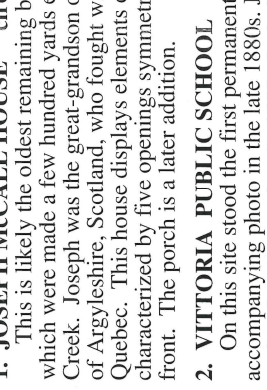 1. JOSEPH McCALL HOUSE
This is likely the oldest remaining
which were made a few hundred yards
Creek. Joseph was the great-grandson
of Argyleshire, Scotland, who fought
Quebec. This house displays elements
characterized by five openings
front. The porch is a later addition.
2. VITTORIA PUBLIC SCHOOL
On this site stood the first permanent
accompanying photo in the late 1880s.